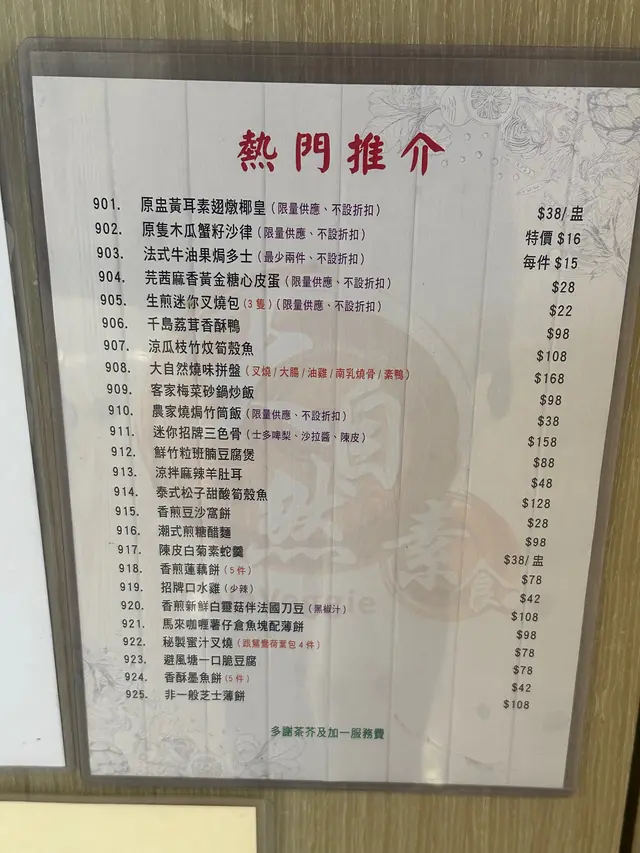 熱門推介
901. 原盅黃耳素翅燉椰皇（限量供應、不設折扣） $38/盅
902. 原隻木瓜蟹籽沙律（限量供應、不設折扣） 特價 $16
903. 法式牛油果焗多士（最少兩件、不設折扣） 每件 $15
904. 芫茜麻香黃金糖心皮蛋（限量供應、不設折扣） $28
905. 生煎迷你叉燒包（3隻）（限量供應、不設折扣） $22
906. 千島荔茸香酥鴨 $98
907. 涼瓜枝竹炆筍殼魚 $108
908. 大自然燒味拼盤（叉燒/大腸/油雞/南乳燒骨/素鴨） $168
909. 客家梅菜砂鍋炒飯 $98
910. 農家燒焗竹筒飯（限量供應、不設折扣） $38
911. 迷你招牌三色骨（士多啤梨、沙拉醬、陳皮） $158
912. 鮮竹粒班腩豆腐煲 $88
913. 涼拌麻辣羊肚耳 $48
914. 泰式松子甜酸筍殼魚 $128
915. 香煎豆沙窩餅 $28
916. 潮式煎糖醋麵 $98
917. 陳皮白菊素蛇羹 $38/盅
918. 香煎蓮藕餅（5件） $78
919. 招牌口水雞（少辣） $42
920. 香煎新鮮白靈菇伴法國刀豆（黑椒汁） $108
921. 馬來咖喱薯仔倉魚塊配薄餅 $98
922. 秘製蜜汁叉燒（跟鴛鴦荷葉包4件） $78
923. 避風塘一口脆豆腐 $78
924. 香酥墨魚餅（5件） $42
925. 非一般芝士薄餅 $108
多謝茶芥及加一服務費
自然素食